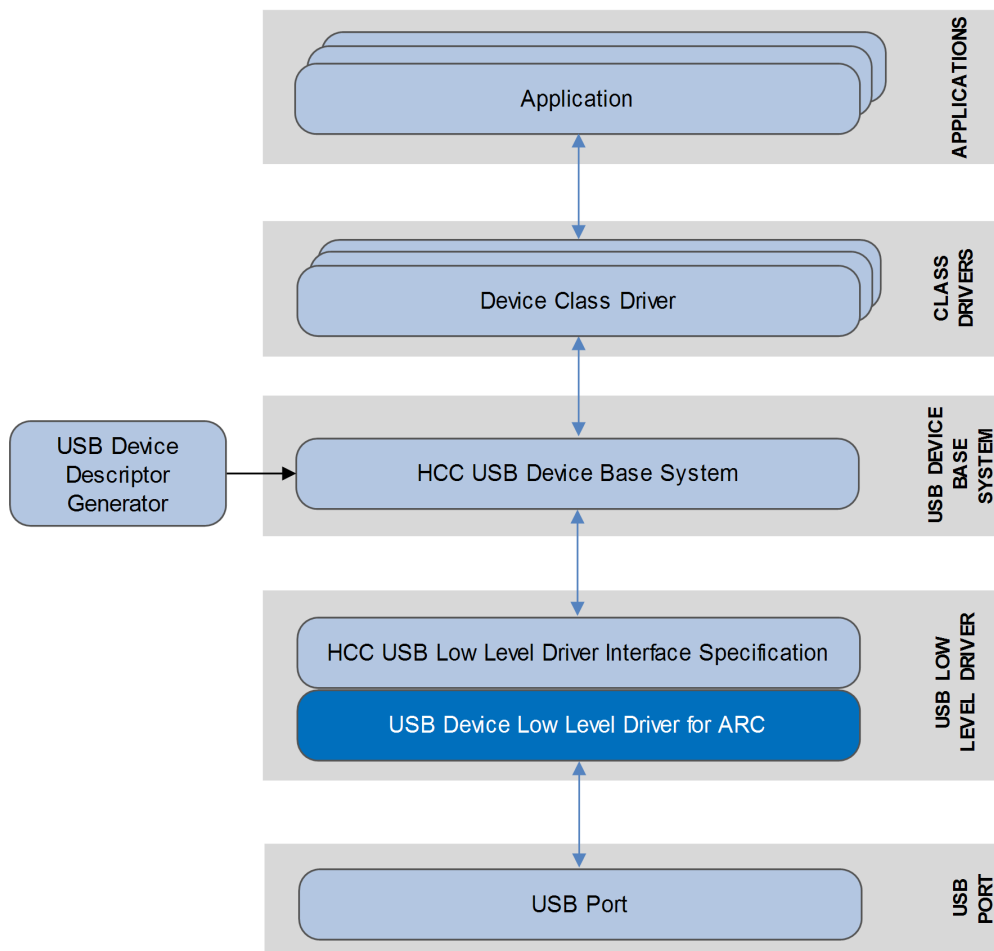 Application
APPLICATIONS
Device Class Driver
CLASS
DRIVERS
USB Device
Descriptor
Generator
HCC USB Device Base System
USB DEVICE
BASE
SYSTEM
HCC USB Low Level Driver Interface Specification
USB Device Low Level Driver for ARC
USB LOW
LEVEL DRIVER
USB Port
USB
PORT